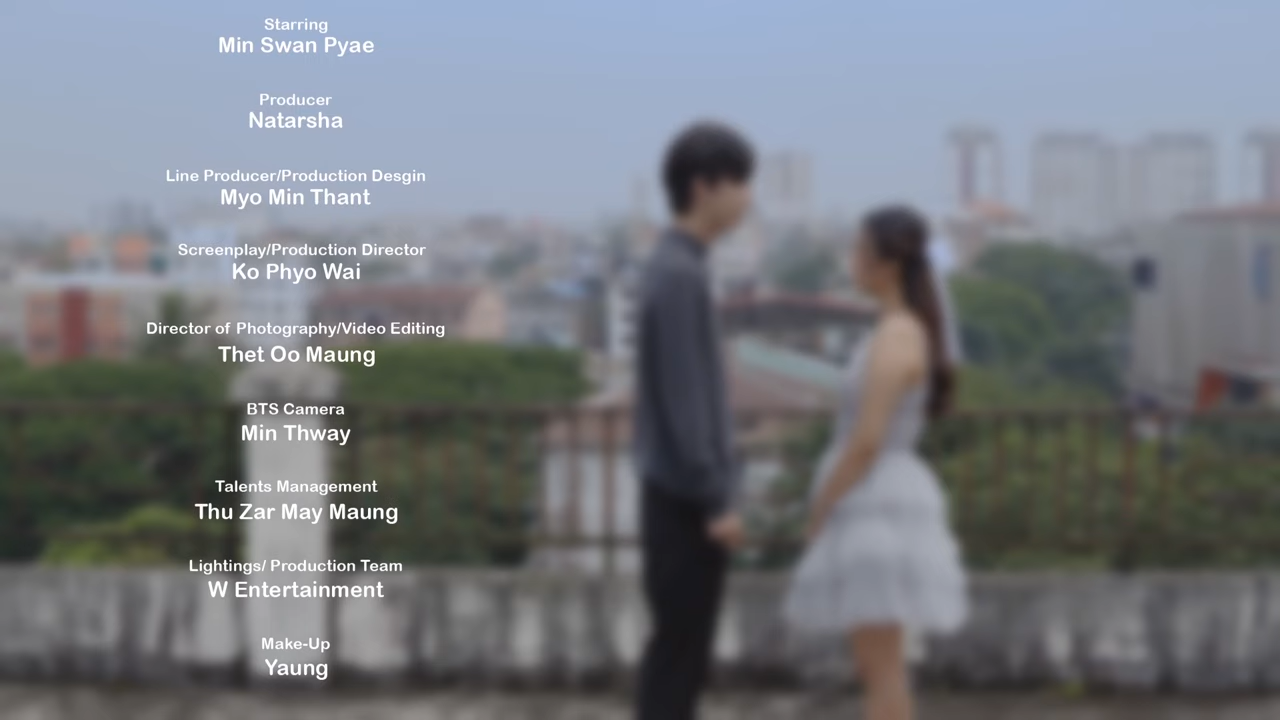 Starring
Min Swan Pyae
Producer
Natarsha
Line Producer/Production Desgin
Myo Min Thant
Screenplay/Production Director
Ko Phyo Wai
Director of Photography/Video Editing
Thet Oo Maung
BTS Camera
Min Thway
Talents Management
Thu Zar May Maung
Lightings/ Production Team
W Entertainment
Make-Up
Yaung